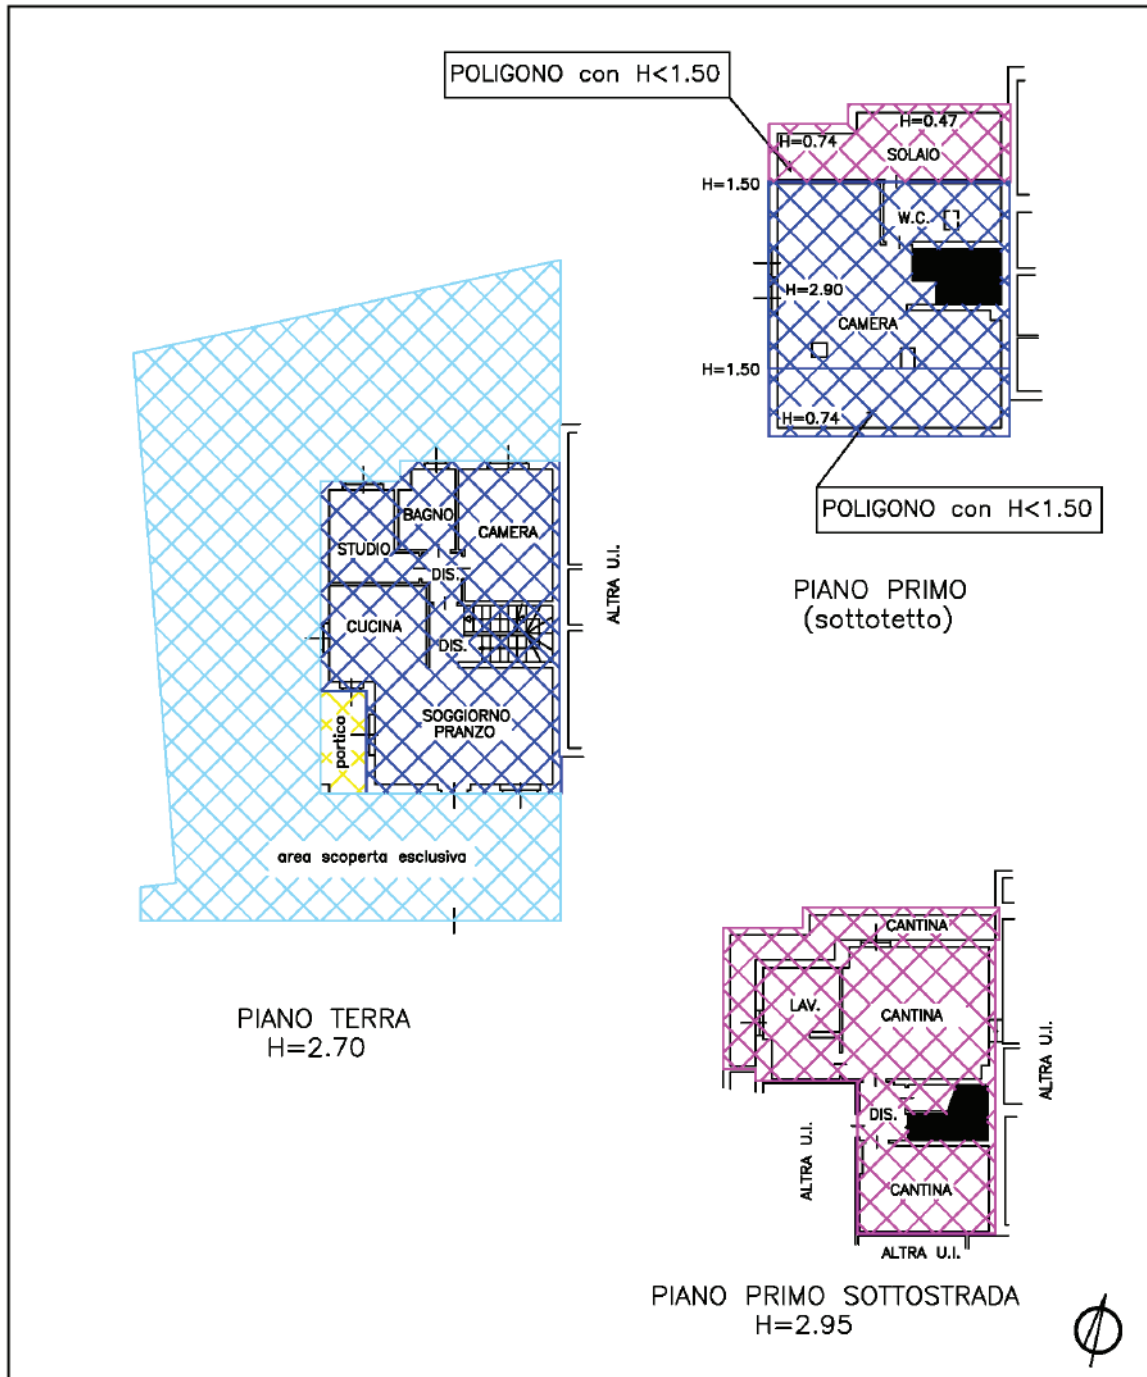 POLIGONO con H<1.50
H=0.47
H=0.74
SOLAIO
H=1.50
W.C.
H=2.90
CAMERA
H=1.50
H=0.74
POLIGONO con H<1.50
PIANO PRIMO
(sottotetto)
BAGNO
CAMERA
STUDIO
DIS.
CUCINA
DIS.
ALTRA U.I.
SOGGIORNO
PRANZO
portico
area scoperta esclusiva
PIANO TERRA
H=2.70
CANTINA
LAV.
CANTINA
ALTRA U.I.
DIS.
ALTRA U.I.
CANTINA
ALTRA U.I.
PIANO PRIMO SOTTOSTRADA
H=2.95